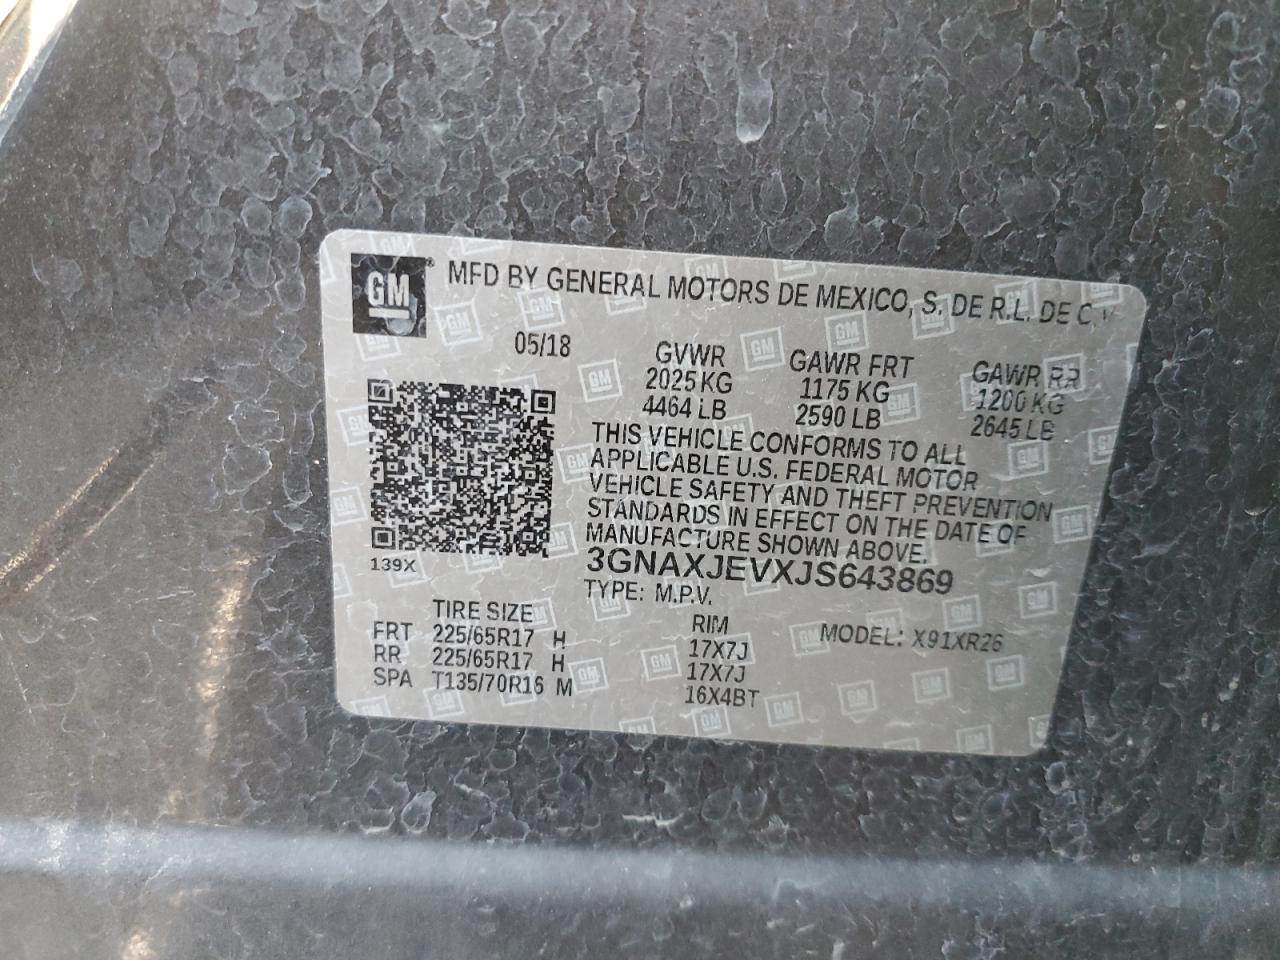 GM® MFD BY GENERAL MOTORS DE MEXICO, S. DE R.L. DE C.V.
05/18
GVWR GAWR FRT GAWR RR
2025 KG 1175 KG 1200 KG
4464 LB 2590 LB 2645 LB
THIS VEHICLE CONFORMS TO ALL
APPLICABLE U.S. FEDERAL MOTOR
VEHICLE SAFETY AND THEFT PREVENTION
STANDARDS IN EFFECT ON THE DATE OF
MANUFACTURE SHOWN ABOVE.
139X
3GNAXJEVXJS643869
TYPE: M.P.V.
TIRE SIZE RIM MODEL: X91XR26
FRT 225/65R17 H 17X7J
RR 225/65R17 H 17X7J
SPA T135/70R16 M 16X4BT